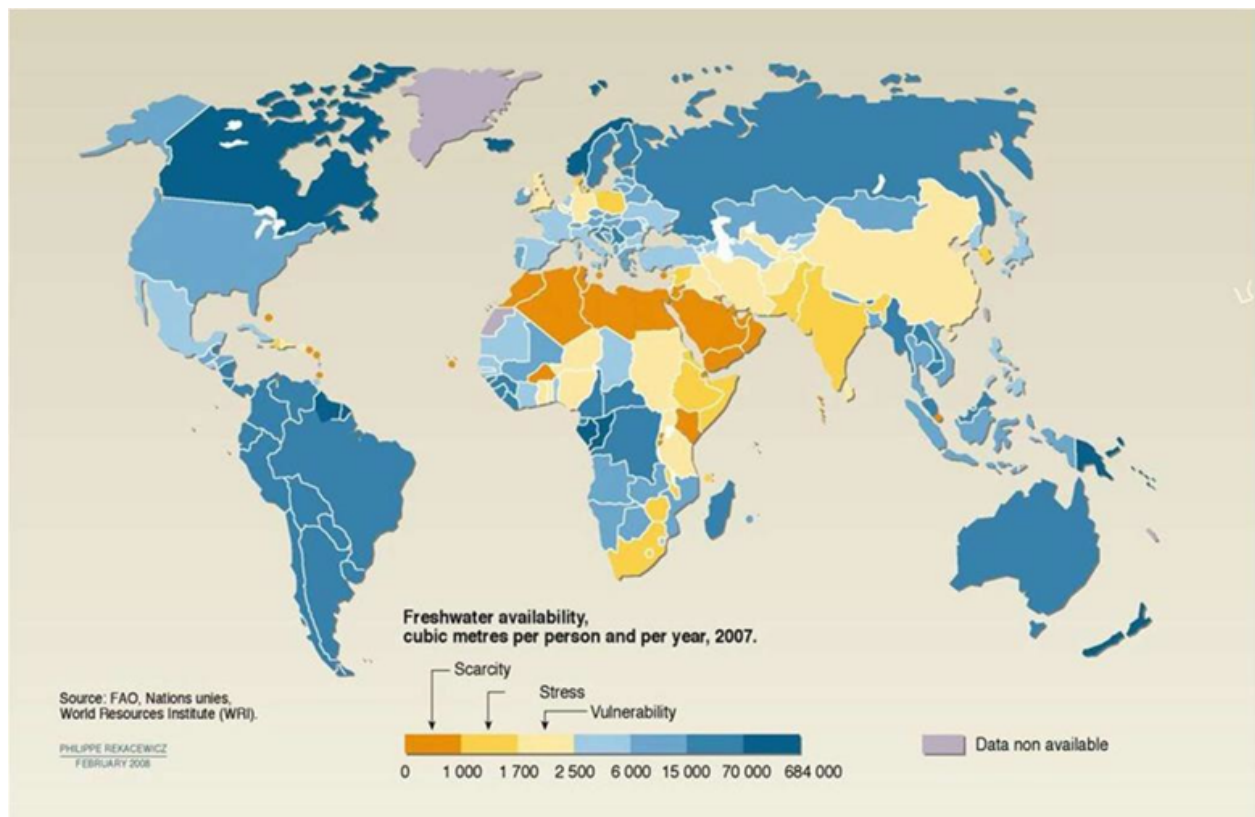 Freshwater availability,
cubic metres per person and per year, 2007.
Scarcity
Stress
Vulnerability
0 1 000 1 700 2 500 6 000 15 000 70 000 684 000
Data non available
Source: FAO, Nations unies,
World Resources Institute (WRI).
PHILIPPE REKACEWICZ
FEBRUARY 2008